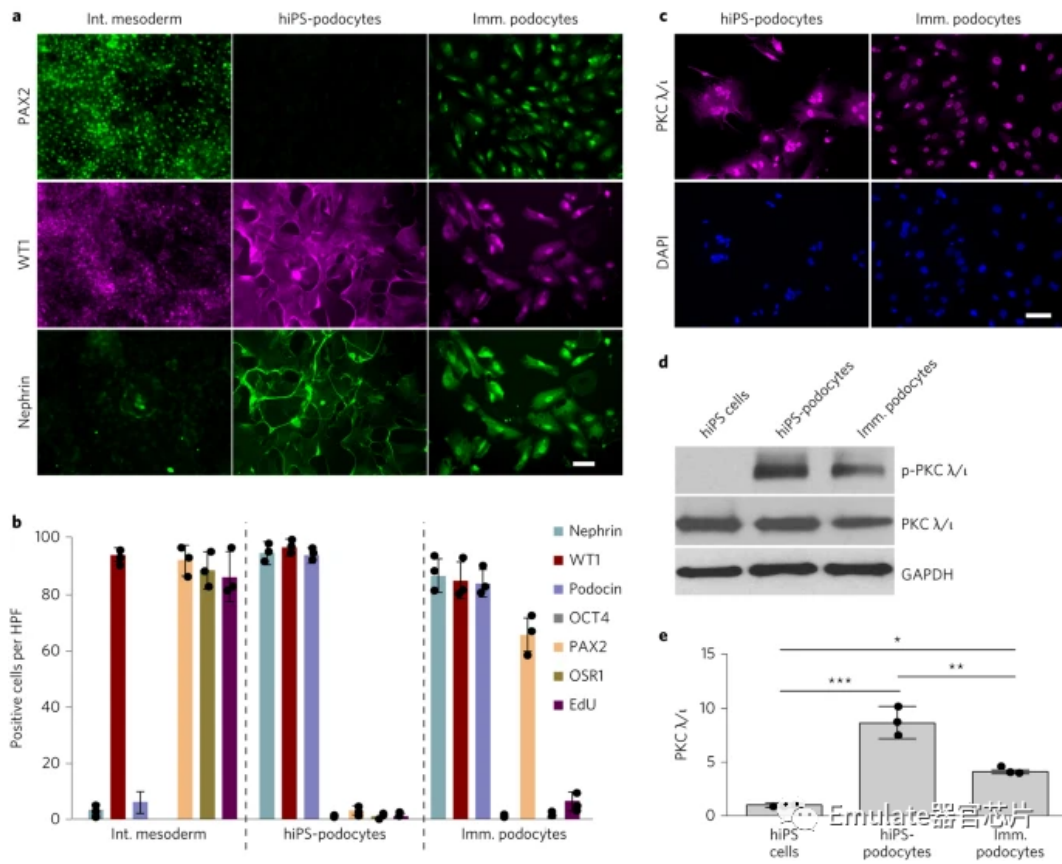 a
Int. mesoderm hiPS-podocytes Imm. podocytes
PAX2
WT1
Nephrin
b
100
80
60
40
20
0
Positive cells per HPF
Nephrin
WT1
Podocin
OCT4
PAX2
OSR1
EdU
Int. mesoderm hiPS-podocytes Imm. podocytes
c
hiPS-podocytes Imm. podocytes
PKC λ/ι
DAPI
d
hiPS cells hiPS-podocytes Imm. podocytes
p-PKC λ/ι
PKC λ/ι
GAPDH
e
15
10
5
0
PKC λ/ι
*
***
**
hiPS
cells
hiPS-
podocytes
Imm.
podocytes
Emulate器官芯片